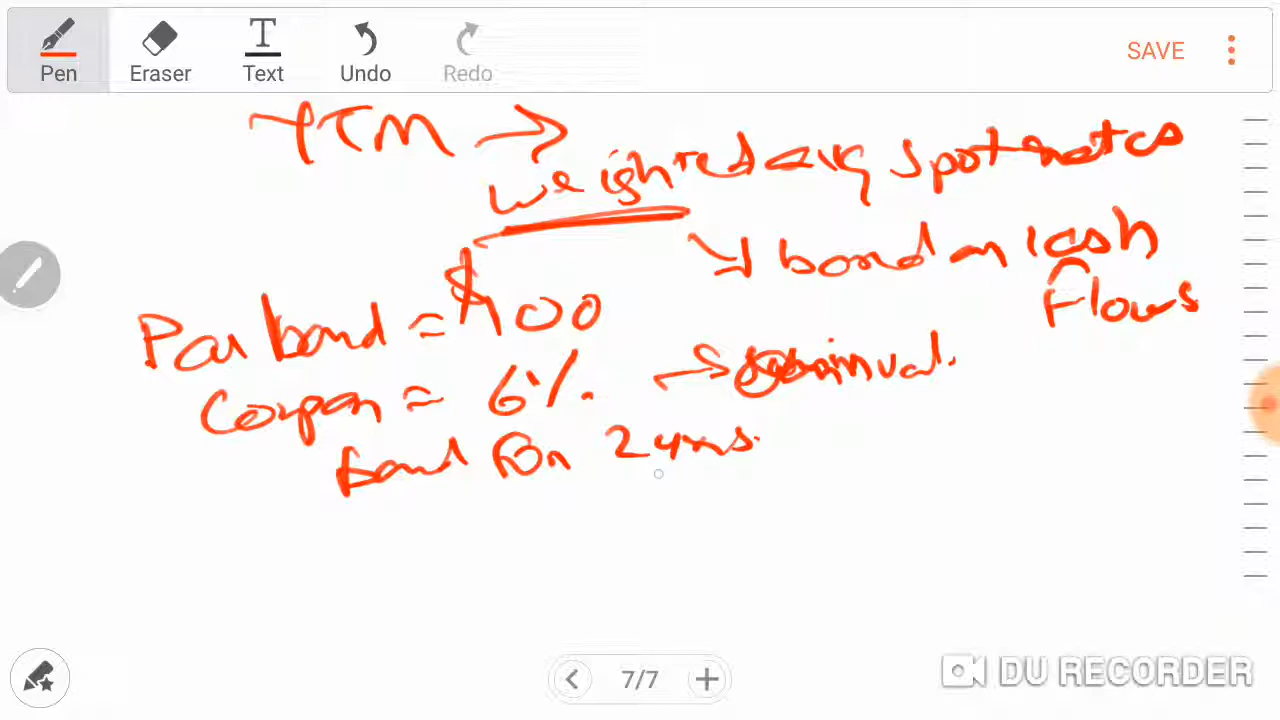 Pen Eraser Text Undo Redo SAVE
YTM →
weighted avg spot rates
bond on cash
Flows
Par bond = $100
Coupon = 6%.
bond for 2 yrs.
7/7
DU RECORDER